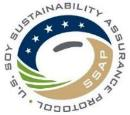 U.S. SOY SUSTAINABILITY ASSURANCE PROTOCOL •
SSAP